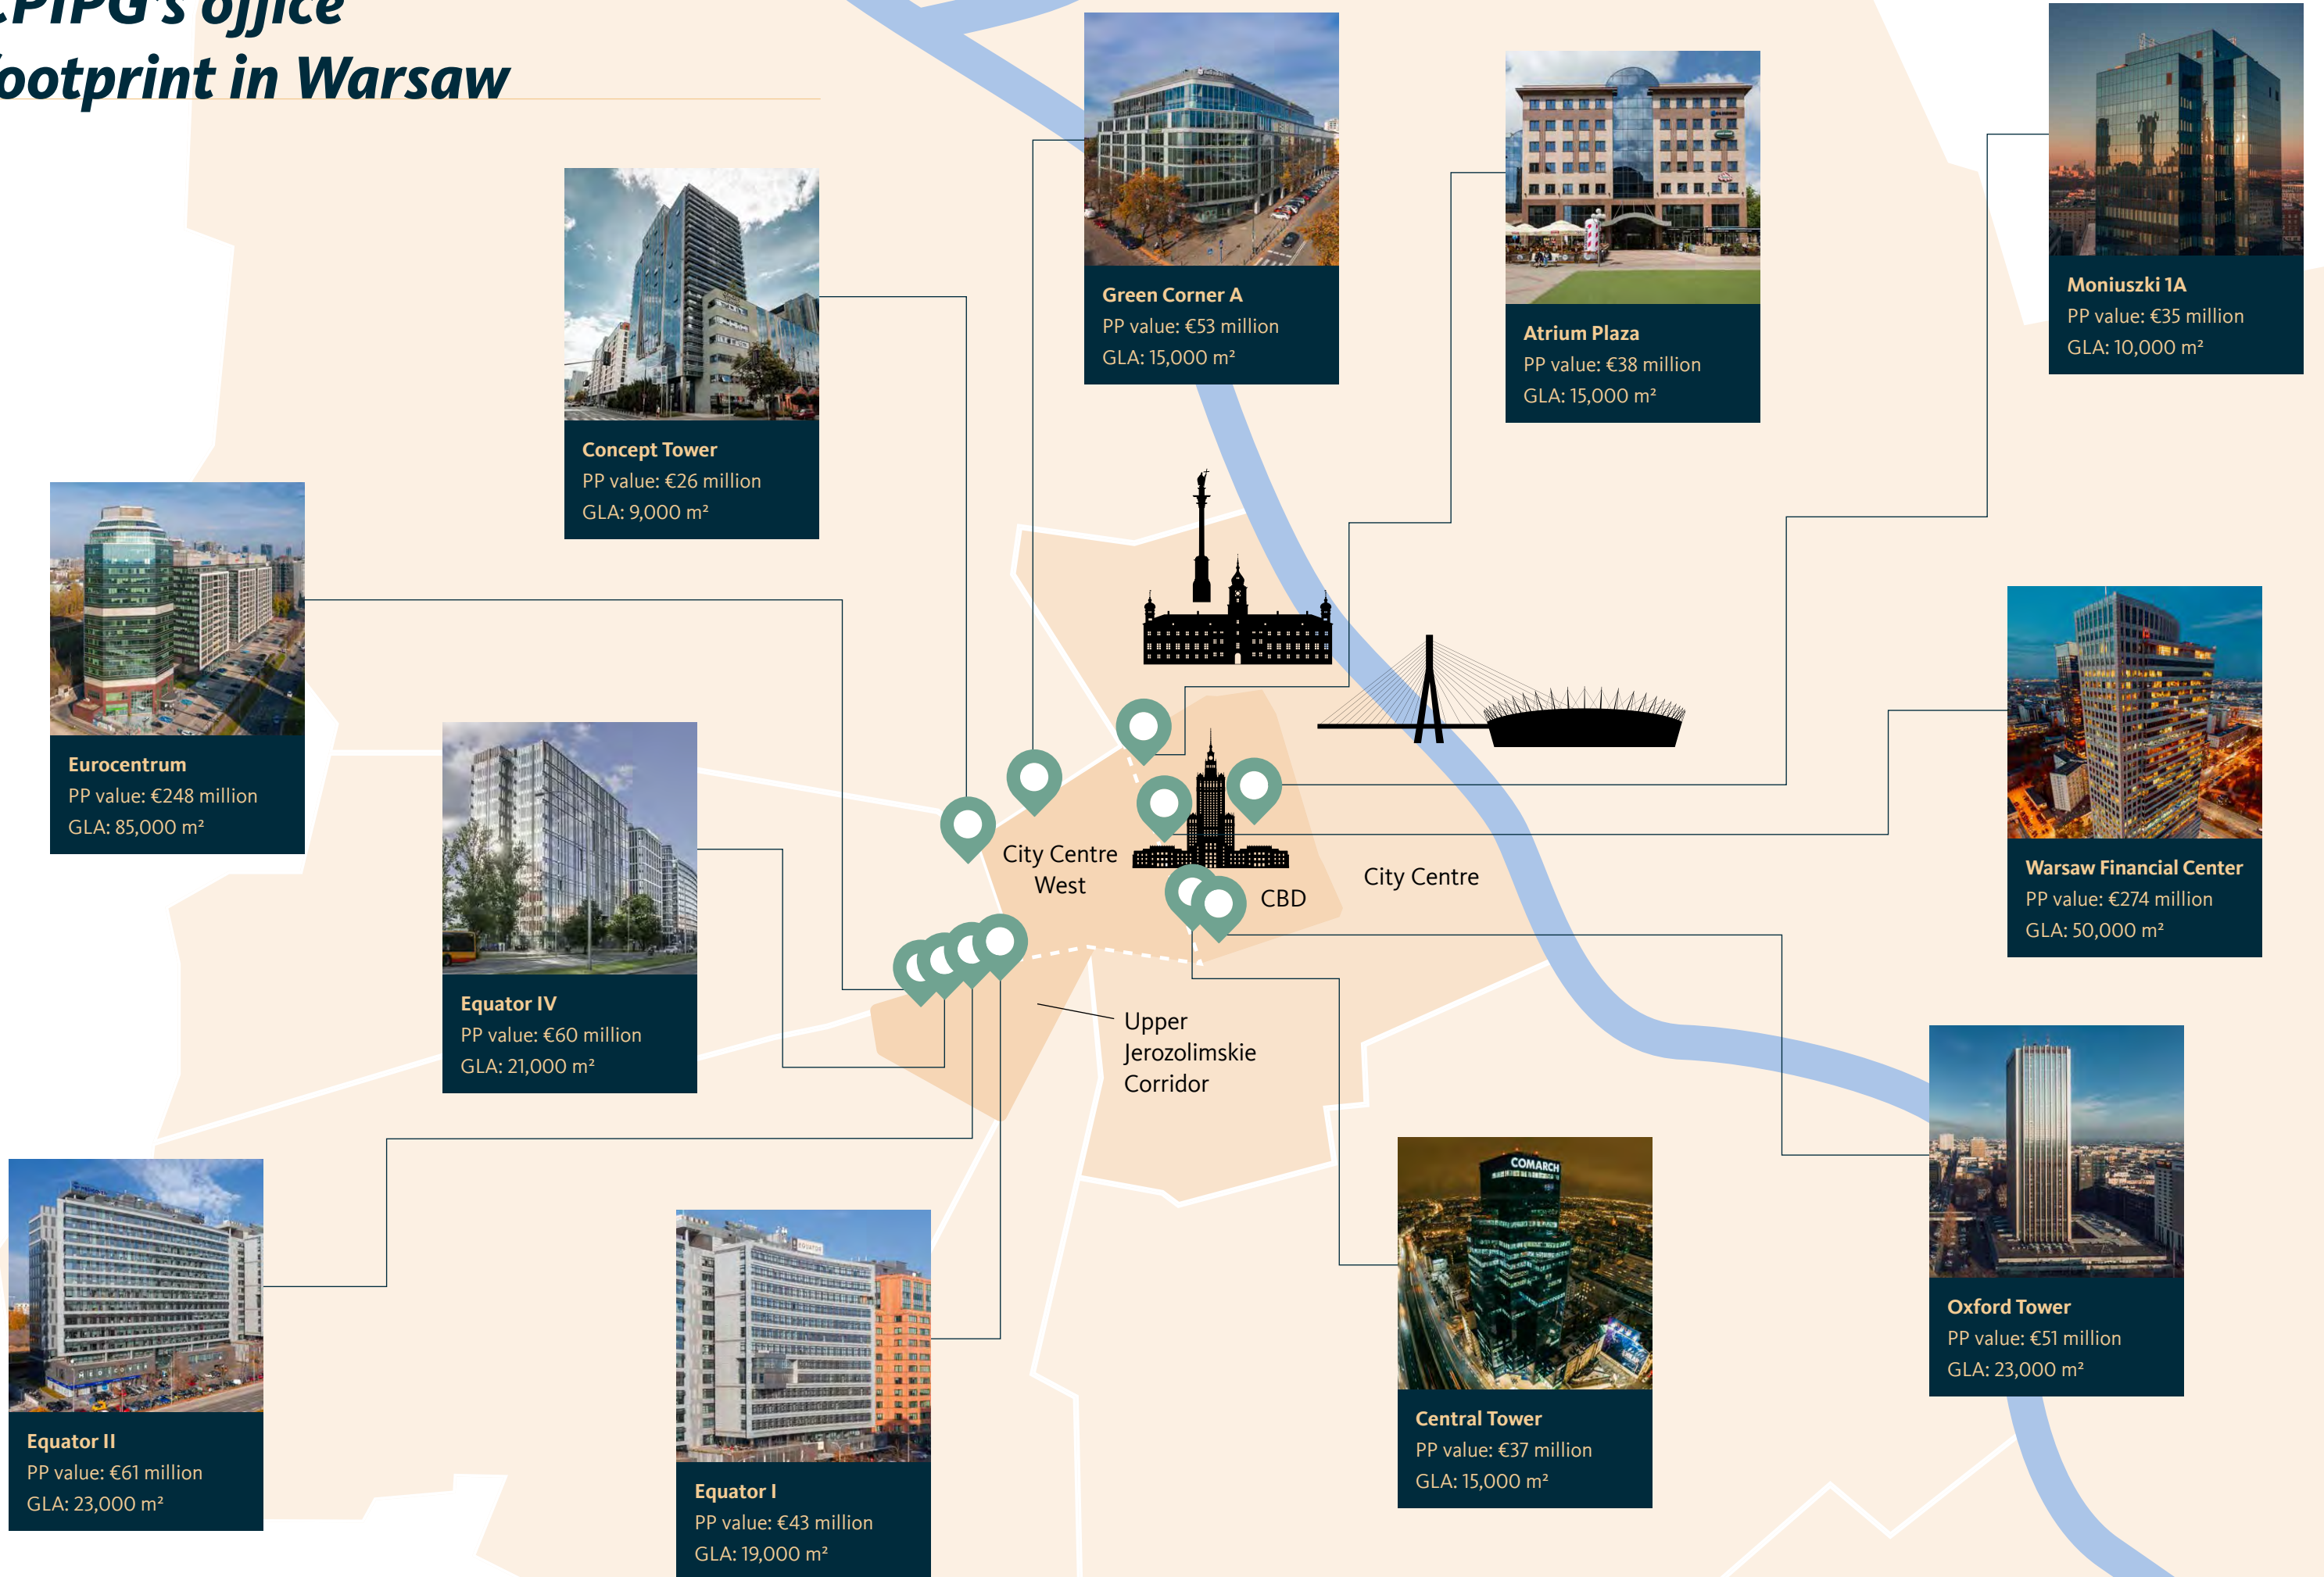 CPIPG's office
footprint in Warsaw
Green Corner A
PP value: €53 million
GLA: 15,000 m²
Atrium Plaza
PP value: €38 million
GLA: 15,000 m²
Moniuszki 1A
PP value: €35 million
GLA: 10,000 m²
Concept Tower
PP value: €26 million
GLA: 9,000 m²
Eurocentrum
PP value: €248 million
GLA: 85,000 m²
Equator IV
PP value: €60 million
GLA: 21,000 m²
Warsaw Financial Center
PP value: €274 million
GLA: 50,000 m²
City Centre
West
CBD
City Centre
Upper
Jerozolimskie
Corridor
COMARCH
Central Tower
PP value: €37 million
GLA: 15,000 m²
Oxford Tower
PP value: €51 million
GLA: 23,000 m²
Equator II
PP value: €61 million
GLA: 23,000 m²
EQUATOR
Equator I
PP value: €43 million
GLA: 19,000 m²